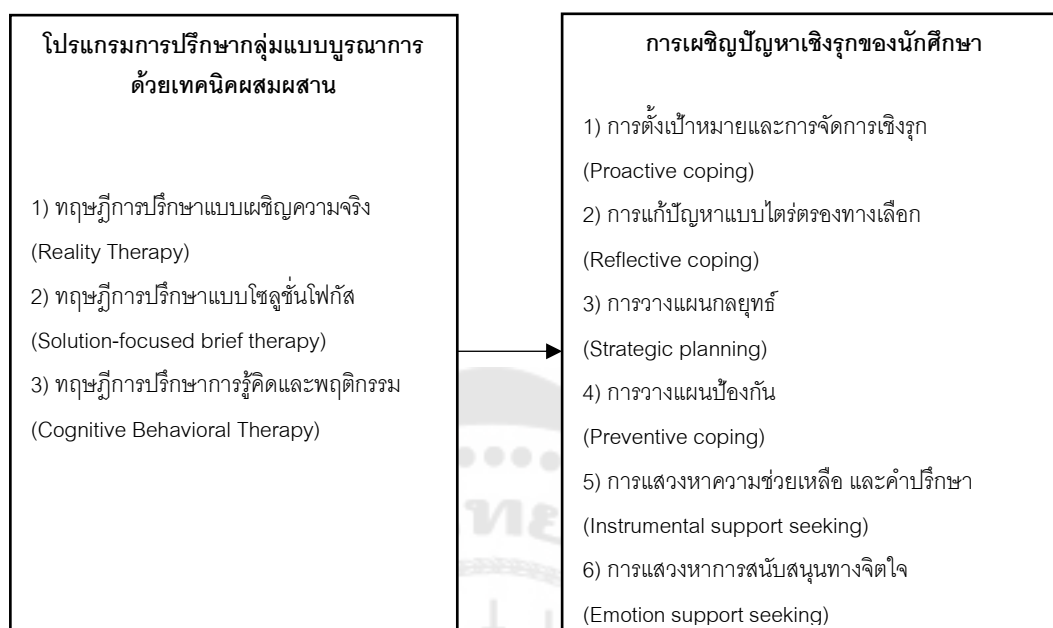 โปรแกรมการปรึกษากลุ่มแบบบูรณาการ
ด้วยเทคนิคผสมผสาน
1) ทฤษฎีการปรึกษาแบบเผชิญความจริง
(Reality Therapy)
2) ทฤษฎีการปรึกษาแบบโซลูชั่นโฟกัส
(Solution-focused brief therapy)
3) ทฤษฎีการปรึกษาการรู้คิดและพฤติกรรม
(Cognitive Behavioral Therapy)
การเผชิญปัญหาเชิงรุกของนักศึกษา
1) การตั้งเป้าหมายและการจัดการเชิงรุก
(Proactive coping)
2) การแก้ปัญหาแบบไตร่ตรองทางเลือก
(Reflective coping)
3) การวางแผนกลยุทธ์
(Strategic planning)
4) การวางแผนป้องกัน
(Preventive coping)
5) การแสวงหาความช่วยเหลือ และคำปรึกษา
(Instrumental support seeking)
6) การแสวงหาการสนับสนุนทางจิตใจ
(Emotion support seeking)